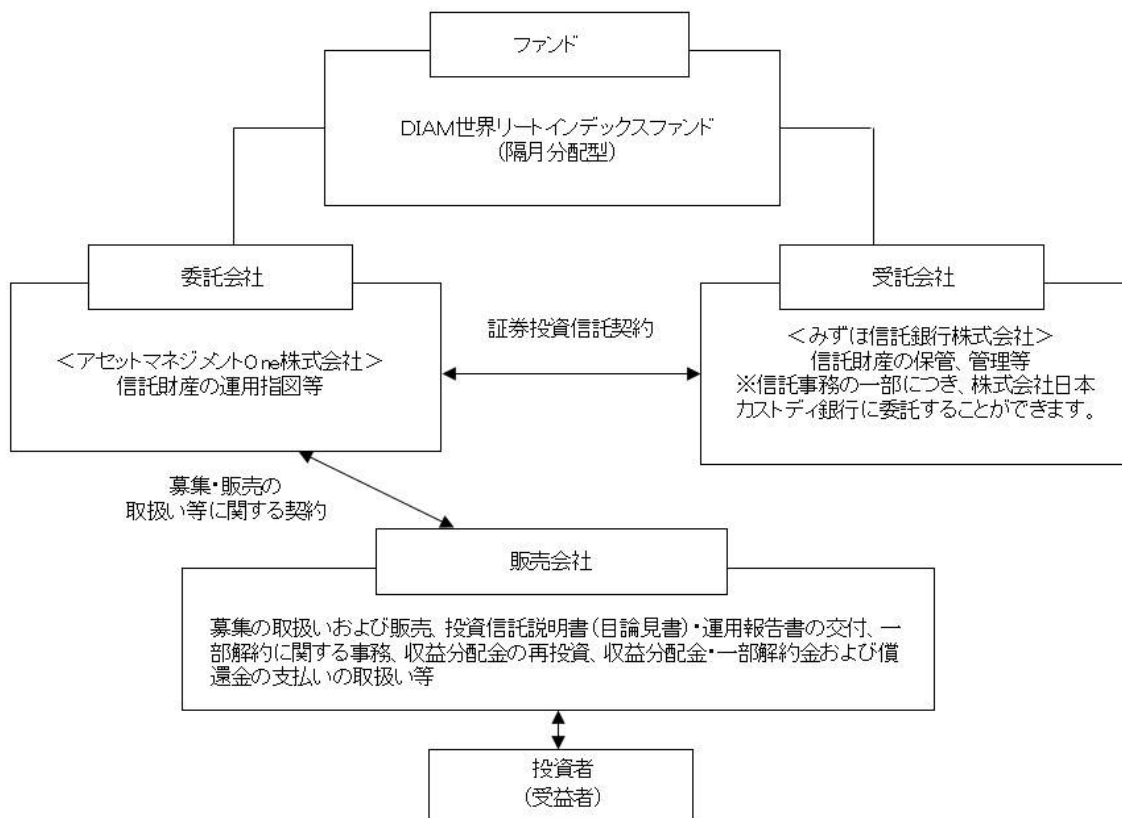 ファンド
DIAM世界リートインデックスファンド
(隔月分配型)
委託会社
<アセットマネジメントOne株式会社>
信託財産の運用指図等
証券投資信託契約
受託会社
<みずほ信託銀行株式会社>
信託財産の保管、管理等
※信託事務の一部につき、株式会社日本
カストディ銀行に委託することができます。
募集・販売の
取扱い等に関する契約
販売会社
募集の取扱いおよび販売、投資信託説明書(目論見書)・運用報告書の交付、一
部解約に関する事務、収益分配金の再投資、収益分配金・一部解約金および償
還金の支払いの取扱い等
投資者
(受益者)